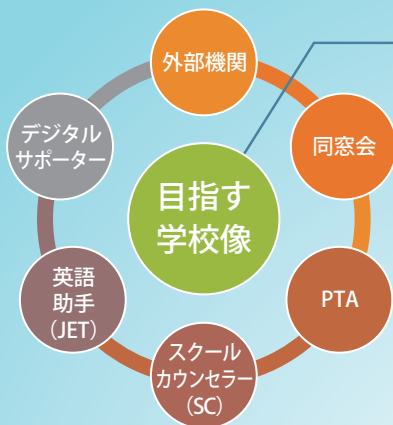 外部機関
同窓会
PTA
スクール
カウンセラー
（SC）
英語
助手
（JET）
デジタル
サポーター
目指す
学校像